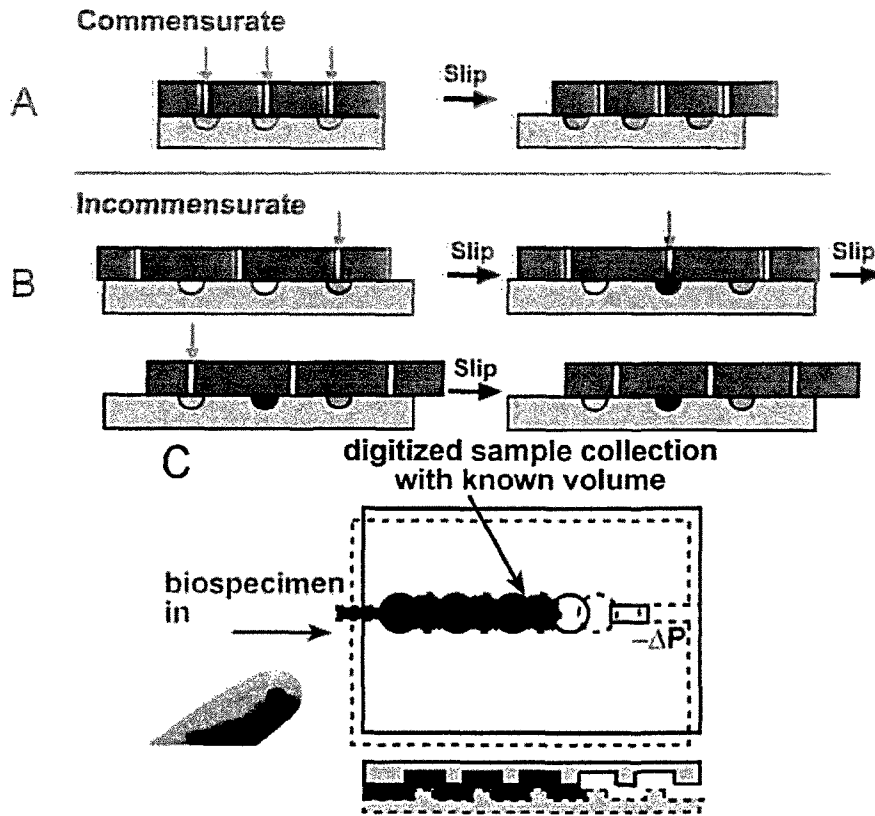 Commensurate
A
Slip
Incommensurate
B
Slip
Slip
Slip
C
digitized sample collection
with known volume
biospecimen
in
−ΔP